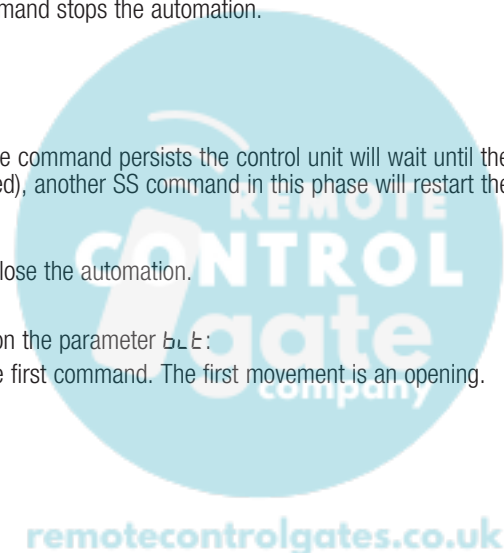 mmand stops the automation.
e command persists the control unit will wait until the
ed), another SS command in this phase will restart the
REMOTE
CONTROL
lose the automation.
gate
on the parameter bLt:
e first command. The first movement is an opening.
company
remotecontrolgates.co.uk